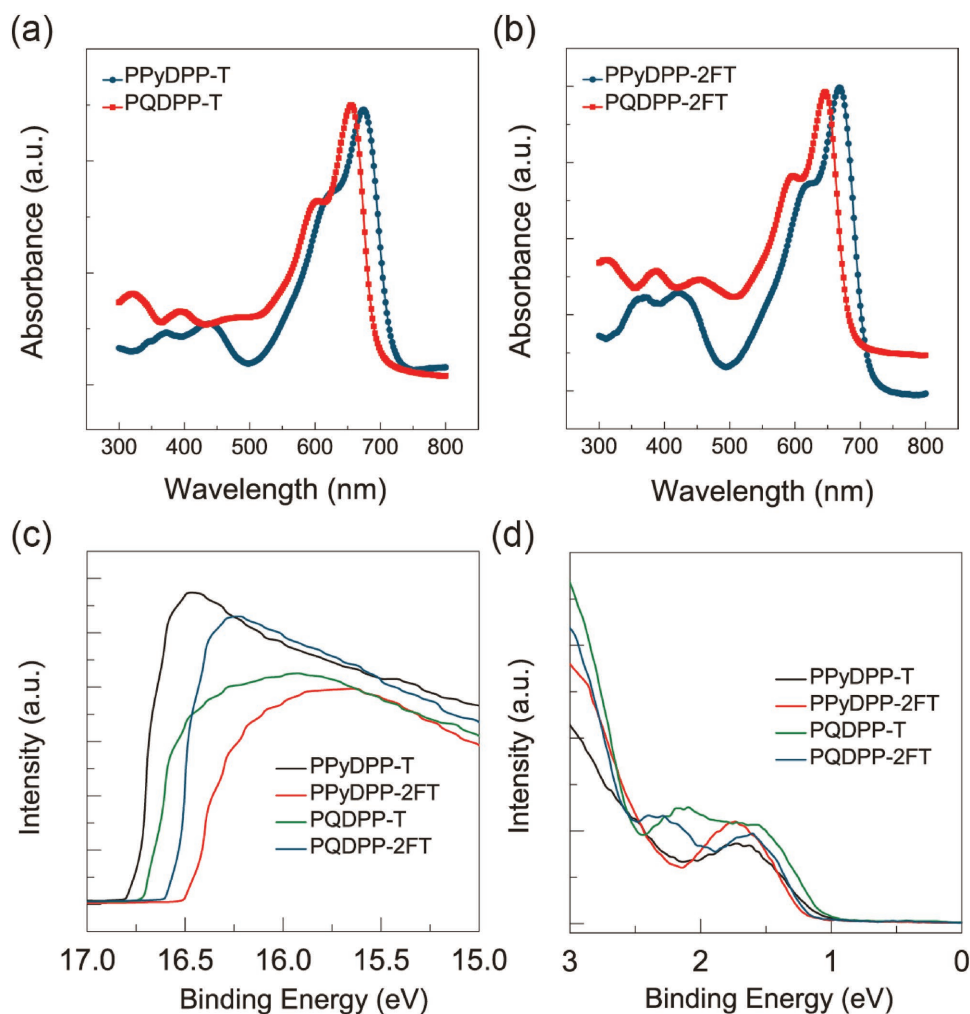 (a)
PPyDPP-T
PQDPP-T
Absorbance (a.u.)
300 400 500 600 700 800
Wavelength (nm)
(b)
PPyDPP-2FT
PQDPP-2FT
Absorbance (a.u.)
300 400 500 600 700 800
Wavelength (nm)
(c)
Intensity (a.u.)
PPyDPP-T
PPyDPP-2FT
PQDPP-T
PQDPP-2FT
17.0 16.5 16.0 15.5 15.0
Binding Energy (eV)
(d)
Intensity (a.u.)
PPyDPP-T
PPyDPP-2FT
PQDPP-T
PQDPP-2FT
3 2 1 0
Binding Energy (eV)